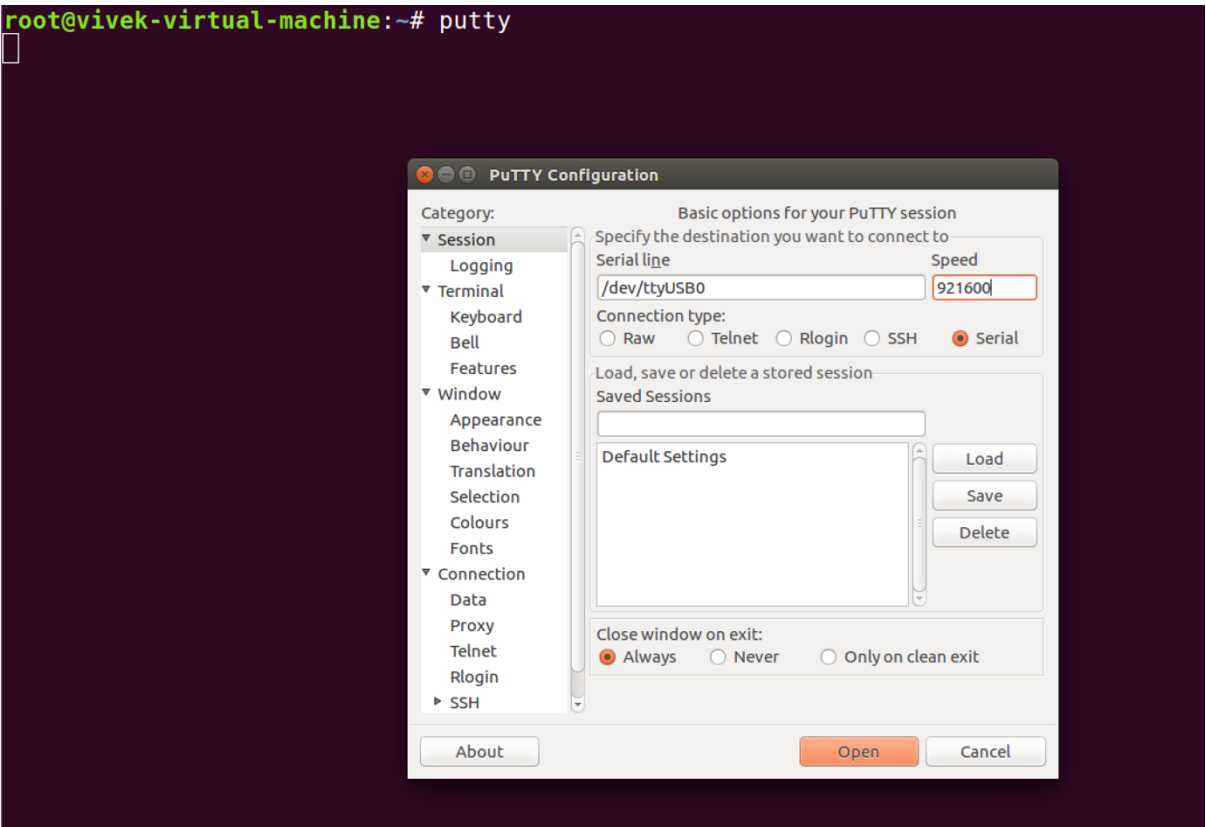 root@vivek-virtual-machine:~# putty
PuTTY Configuration
Category:
Session
Logging
Terminal
Keyboard
Bell
Features
Window
Appearance
Behaviour
Translation
Selection
Colours
Fonts
Connection
Data
Proxy
Telnet
Rlogin
SSH
Basic options for your PuTTY session
Specify the destination you want to connect to
Serial line Speed
/dev/ttyUSB0 921600
Connection type:
Raw Telnet Rlogin SSH Serial
Load, save or delete a stored session
Saved Sessions
Default Settings
Load
Save
Delete
Close window on exit:
Always Never Only on clean exit
About Open Cancel